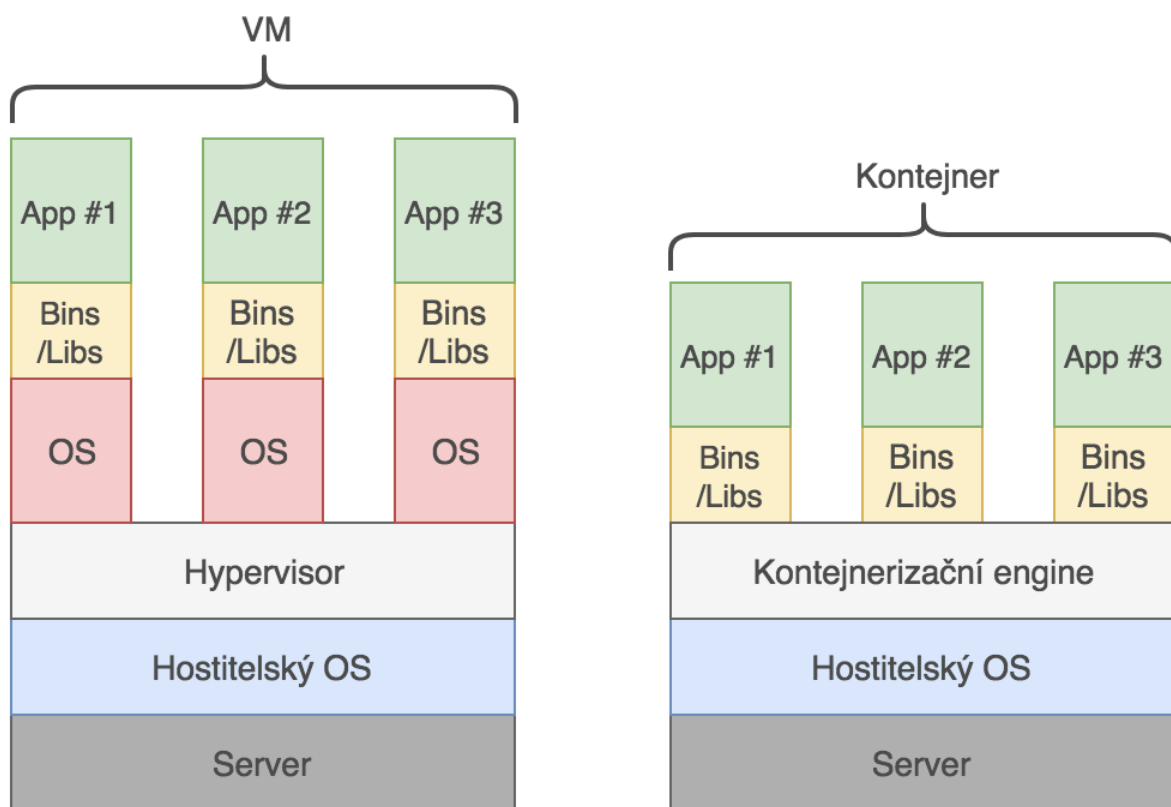 VM
App #1
App #2
App #3
Bins
/Libs
Bins
/Libs
Bins
/Libs
OS
OS
OS
Hypervisor
Hostitelský OS
Server
Kontejner
App #1
App #2
App #3
Bins
/Libs
Bins
/Libs
Bins
/Libs
Kontejnerizační engine
Hostitelský OS
Server